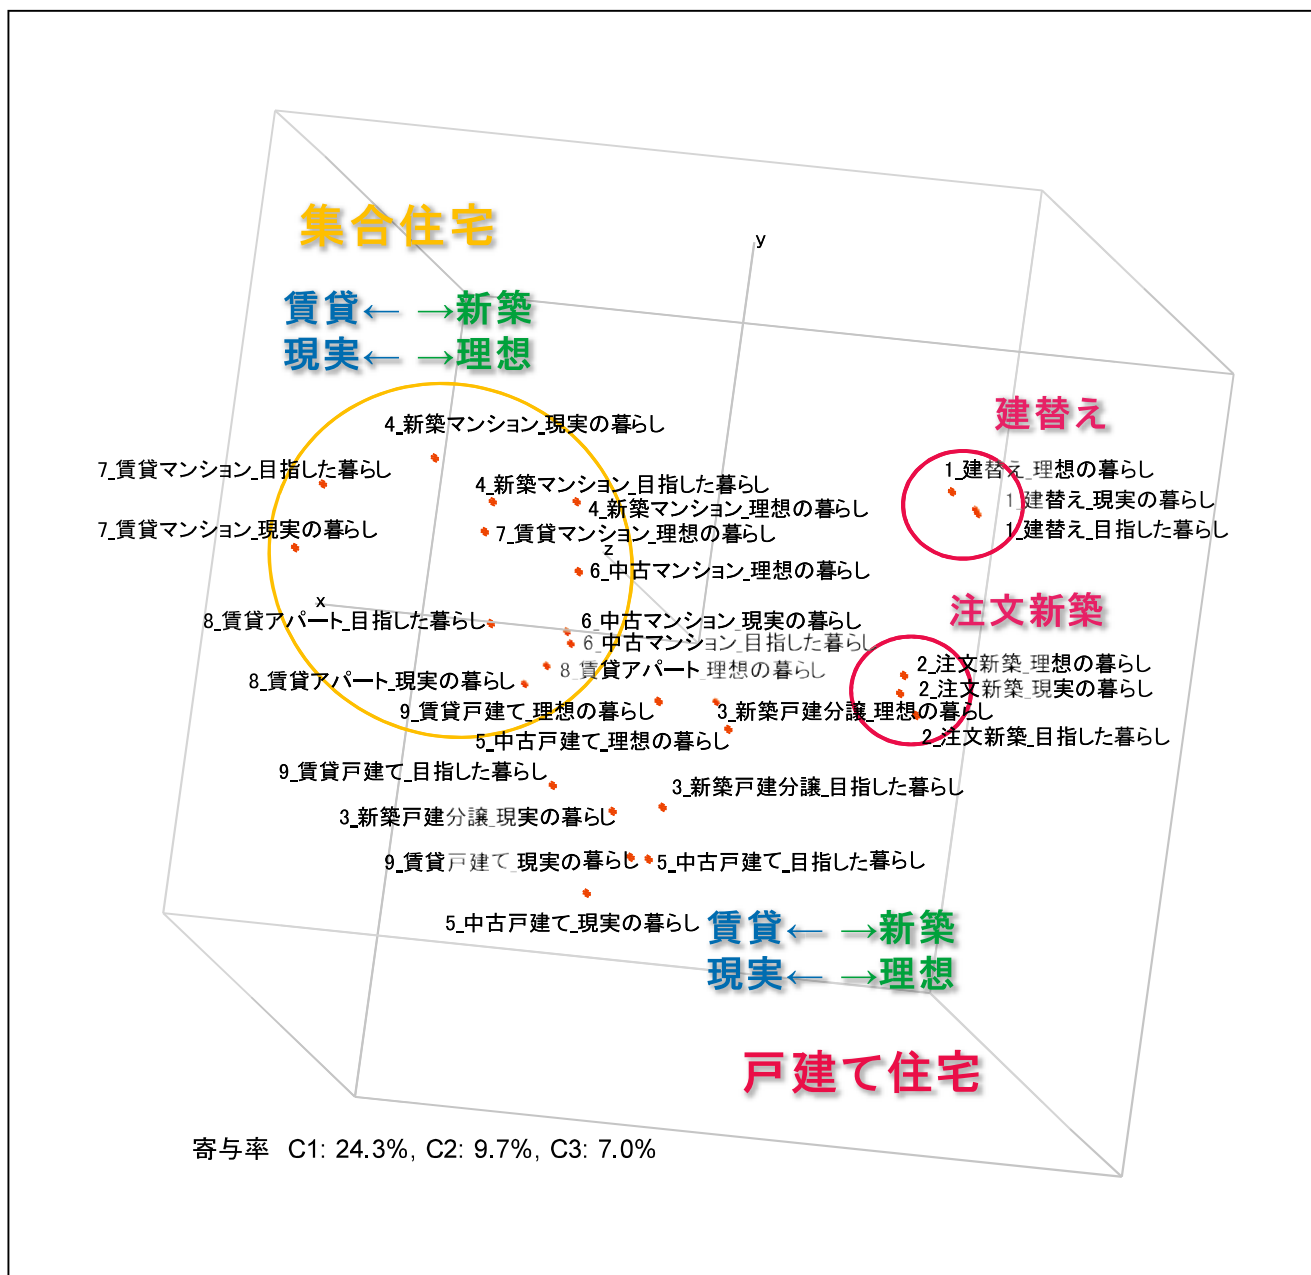 集合住宅
y
賃貸← →新築
現実← →理想
建替え
4_新築マンション_現実の暮らし
7_賃貸マンション_目指した暮らし
1_建替え_理想の暮らし
4_新築マンション_目指した暮らし
1_建替え_現実の暮らし
4_新築マンション_理想の暮らし
7_賃貸マンション_現実の暮らし
7_賃貸マンション_理想の暮らし
1_建替え_目指した暮らし
z
6_中古マンション_理想の暮らし
x
注文新築
8_賃貸アパート_目指した暮らし
6_中古マンション_現実の暮らし
6_中古マンション_目指した暮らし
2_注文新築_理想の暮らし
8_賃貸アパート_理想の暮らし
8_賃貸アパート_現実の暮らし
2_注文新築_現実の暮らし
9_賃貸戸建て_理想の暮らし
3_新築戸建分譲_理想の暮らし
5_中古戸建て_理想の暮らし
2_注文新築_目指した暮らし
9_賃貸戸建て_目指した暮らし
3_新築戸建分譲_目指した暮らし
3_新築戸建分譲_現実の暮らし
9_賃貸戸建て_現実の暮らし
5_中古戸建て_目指した暮らし
5_中古戸建て_現実の暮らし
賃貸← →新築
現実← →理想
戸建て住宅
寄与率 C1: 24.3%, C2: 9.7%, C3: 7.0%